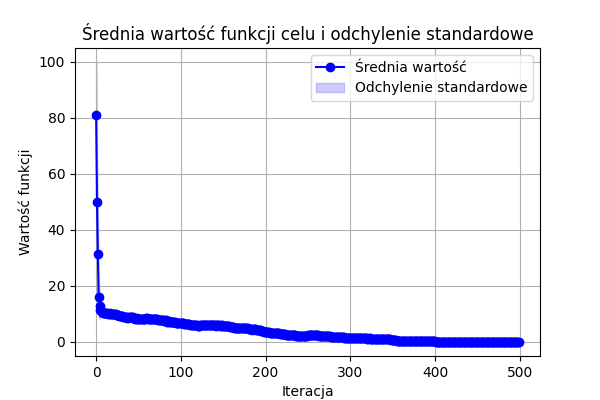 Średnia wartość funkcji celu i odchylenie standardowe
Wartość funkcji
100
80
60
40
20
0
Średnia wartość
Odchylenie standardowe
0 100 200 300 400 500
Iteracja